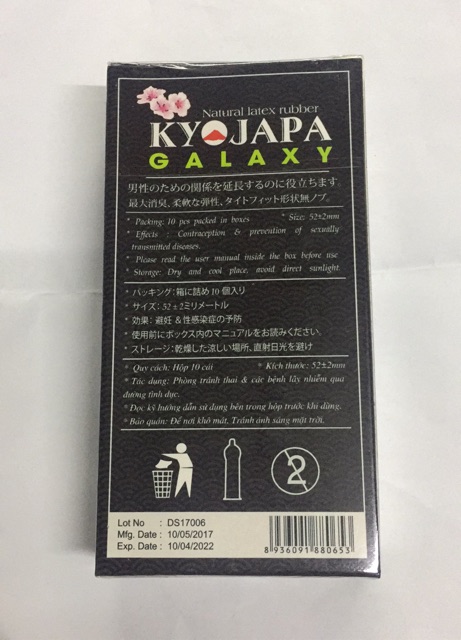 Natural latex rubber
KYOJAPA
GALAXY
男性のための関係を延長するのに役立ちます。
最大消臭、柔軟な弾性、タイトフィット形状無ノブ。
* Packing: 10 pcs packed in boxes * Size: 52±2mm
* Effects : Contraception & prevention of sexually
transmitted diseases.
* Please read the user manual inside the box before use
* Storage: Dry and cool place, avoid direct sunlight.
* パッキング：箱に詰め 10 個入り
* サイズ：52 ± 2ミリメートル
* 効果： 避妊 & 性感染症の予防
* 使用前にボックス内のマニュアルをお読みください。
* ストレージ：乾燥した涼しい場所、直射日光を避け
* Quy cách: Hộp 10 cái * Kích thước: 52±2mm
* Tác dụng: Phòng tránh thai & các bệnh lây nhiễm qua
đường tình dục.
* Đọc kỹ hướng dẫn sử dụng bên trong hộp trước khi dùng.
* Bảo quản: Để nơi khô mát. Tránh ánh sáng mặt trời.
2
Lot No : DS17006
Mfg. Date : 10/05/2017
Exp. Date : 10/04/2022
8 936091 880653